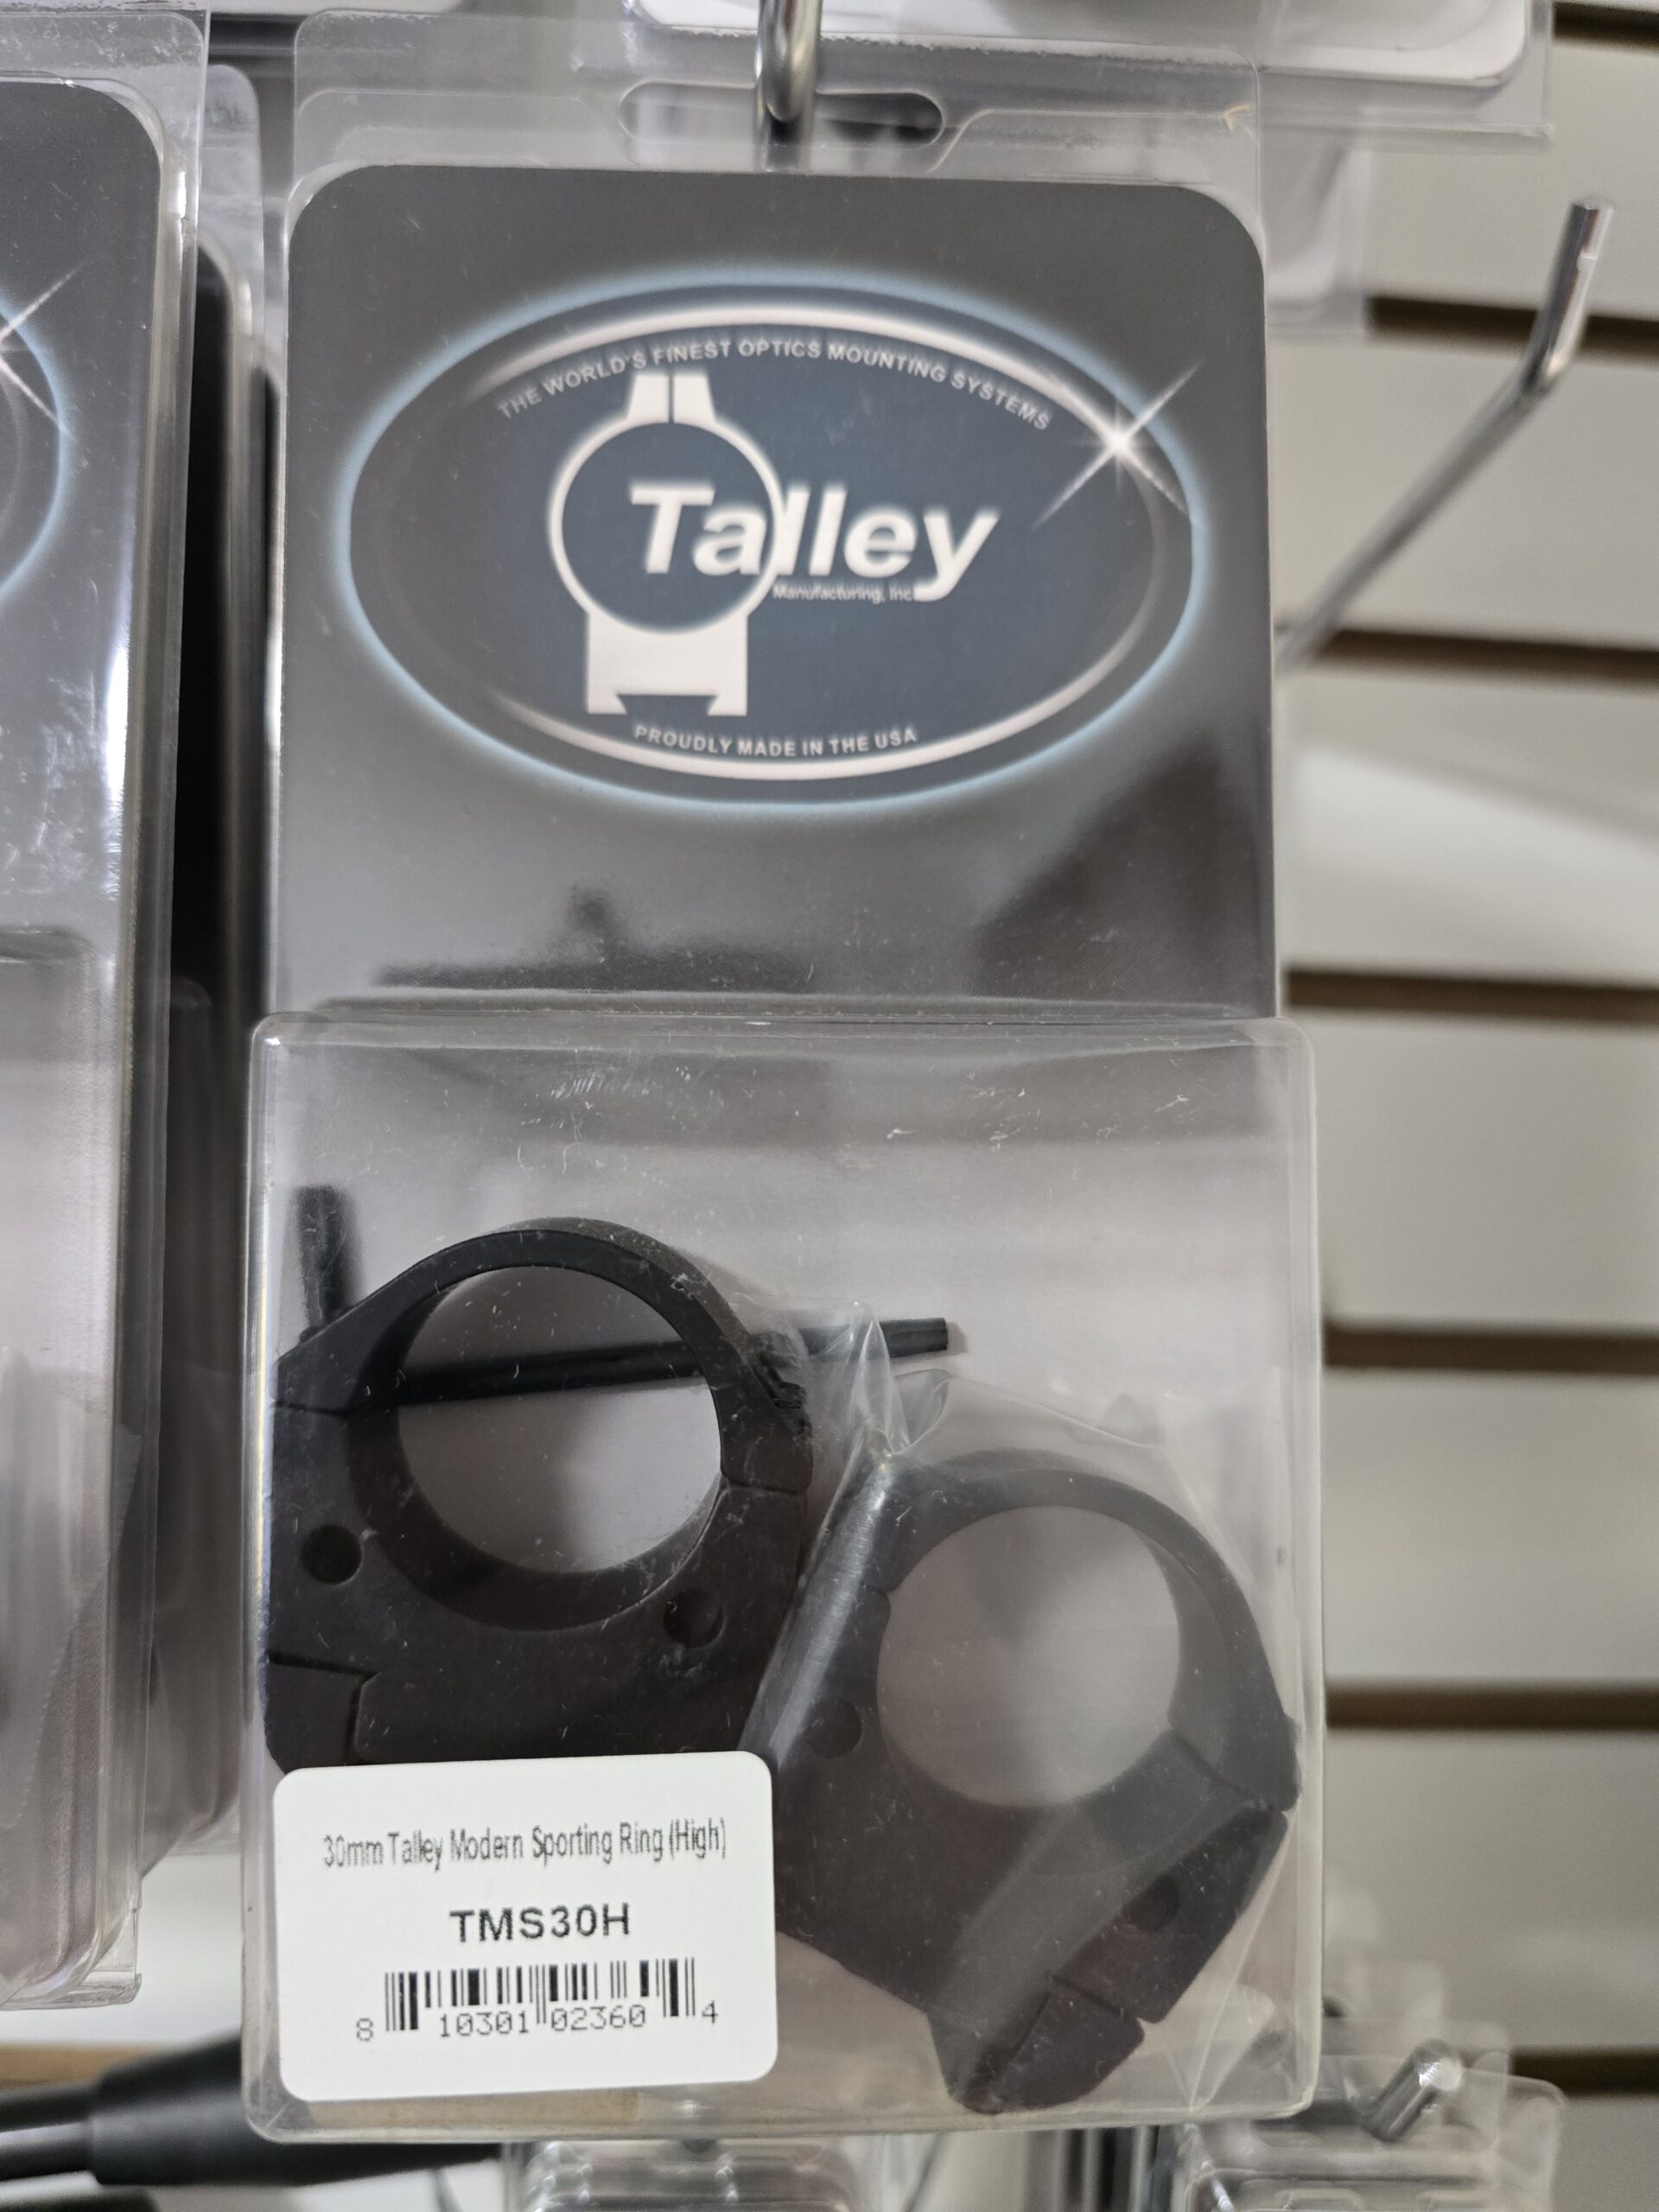 THE WORLD'S FINEST OPTICS MOUNTING SYSTEMS
Talley
Manufacturing, Inc
PROUDLY MADE IN THE USA
30mm Talley Modern Sporting Ring (High)
TMS30H
8 10301 02360 4